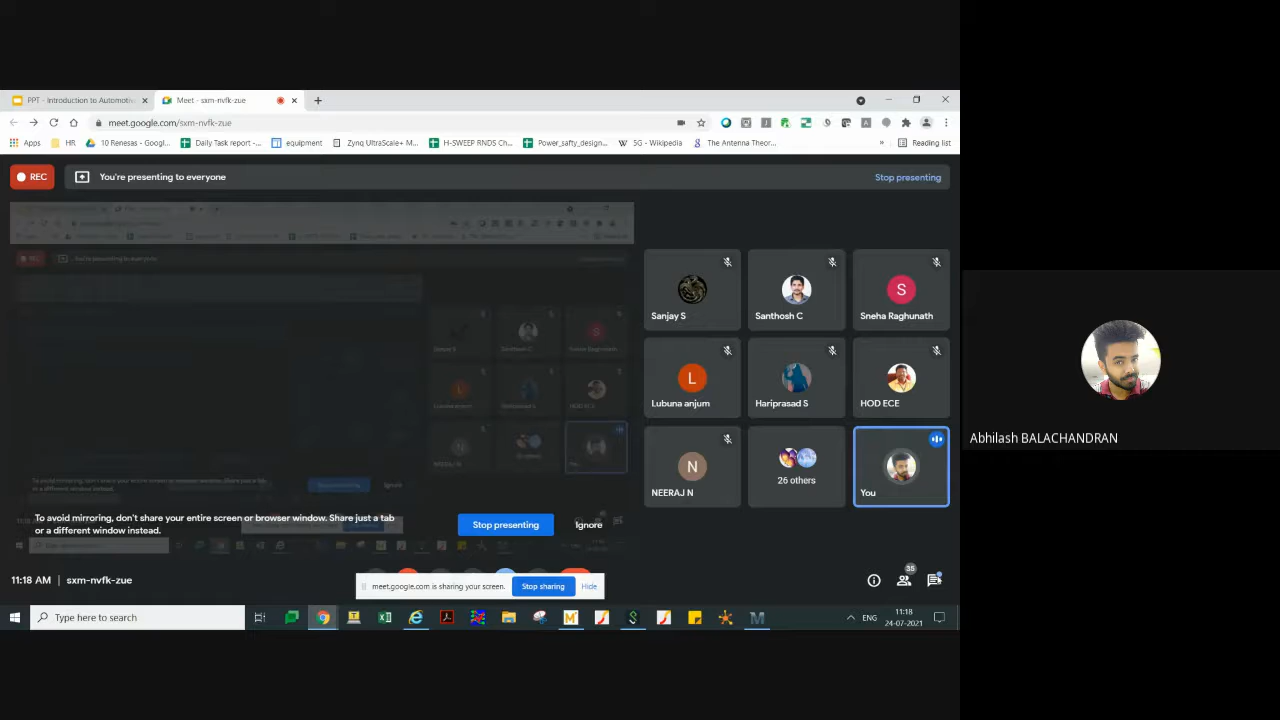 PPT - Introduction to Automotiv
Meet - sxm-nvfk-zue
meet.google.com/sxm-nvfk-zue
Apps
HR
10 Renesas - Googl...
Daily Task report -...
equipment
Zynq UltraScale+ M...
H-SWEEP RNDS Ch...
Power_safty_design...
5G - Wikipedia
The Antenna Theor...
»
Reading list
REC
You're presenting to everyone
Stop presenting
Sanjay S
Santhosh C
S
Sneha Raghunath
L
Lubuna anjum
Hariprasad S
HOD ECE
N
NEERAJ N
26 others
You
Abhilash BALACHANDRAN
To avoid mirroring, don't share your entire screen or browser window. Share just a tab
or a different window instead.
Stop presenting
Ignore
11:18 AM | sxm-nvfk-zue
meet.google.com is sharing your screen.
Stop sharing
Hide
35
Type here to search
ENG
11:18
24-07-2021